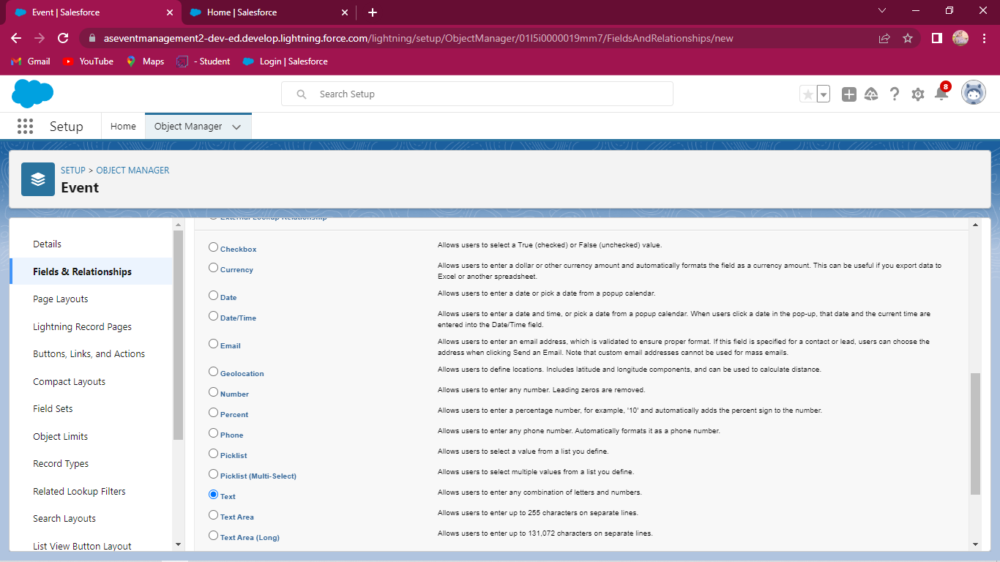 Event | Salesforce
Home | Salesforce
aseventmanagement2-dev-ed.develop.lightning.force.com/lightning/setup/ObjectManager/01I5i0000019mm7/FieldsAndRelationships/new
Gmail
YouTube
Maps
- Student
Login | Salesforce
Search Setup
8
Setup
Home
Object Manager
SETUP > OBJECT MANAGER
Event
Details
Fields & Relationships
Page Layouts
Lightning Record Pages
Buttons, Links, and Actions
Compact Layouts
Field Sets
Object Limits
Record Types
Related Lookup Filters
Search Layouts
List View Button Layout
External Lookup Relationship
Checkbox
Allows users to select a True (checked) or False (unchecked) value.
Currency
Allows users to enter a dollar or other currency amount and automatically formats the field as a currency amount. This can be useful if you export data to
Excel or another spreadsheet.
Date
Allows users to enter a date or pick a date from a popup calendar.
Date/Time
Allows users to enter a date and time, or pick a date from a popup calendar. When users click a date in the pop-up, that date and the current time are
entered into the Date/Time field.
Email
Allows users to enter an email address, which is validated to ensure proper format. If this field is specified for a contact or lead, users can choose the
address when clicking Send an Email. Note that custom email addresses cannot be used for mass emails.
Geolocation
Allows users to define locations. Includes latitude and longitude components, and can be used to calculate distance.
Number
Allows users to enter any number. Leading zeros are removed.
Percent
Allows users to enter a percentage number, for example, '10' and automatically adds the percent sign to the number.
Phone
Allows users to enter any phone number. Automatically formats it as a phone number.
Picklist
Allows users to select a value from a list you define.
Picklist (Multi-Select)
Allows users to select multiple values from a list you define.
Text
Allows users to enter any combination of letters and numbers.
Text Area
Allows users to enter up to 255 characters on separate lines.
Text Area (Long)
Allows users to enter up to 131,072 characters on separate lines.